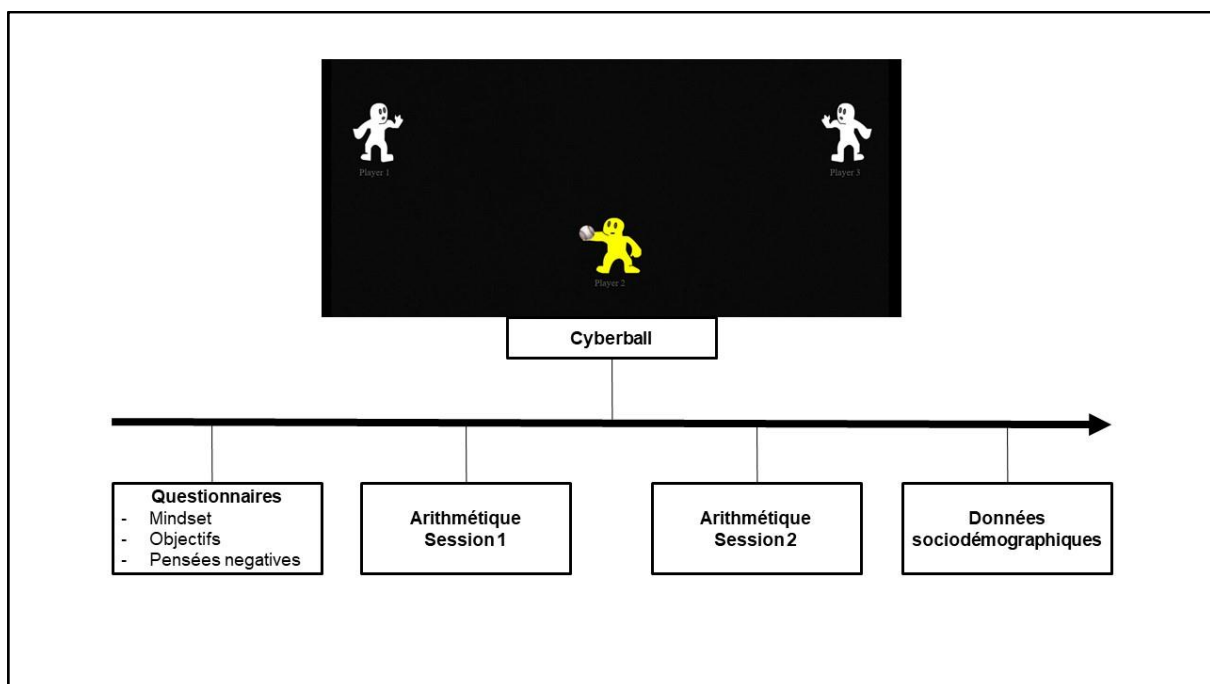 Player 1
Player 3
Player 2
Cyberball
Questionnaires
- Mindset
- Objectifs
- Pensées negatives
Arithmétique
Session 1
Arithmétique
Session 2
Données
sociodémographiques